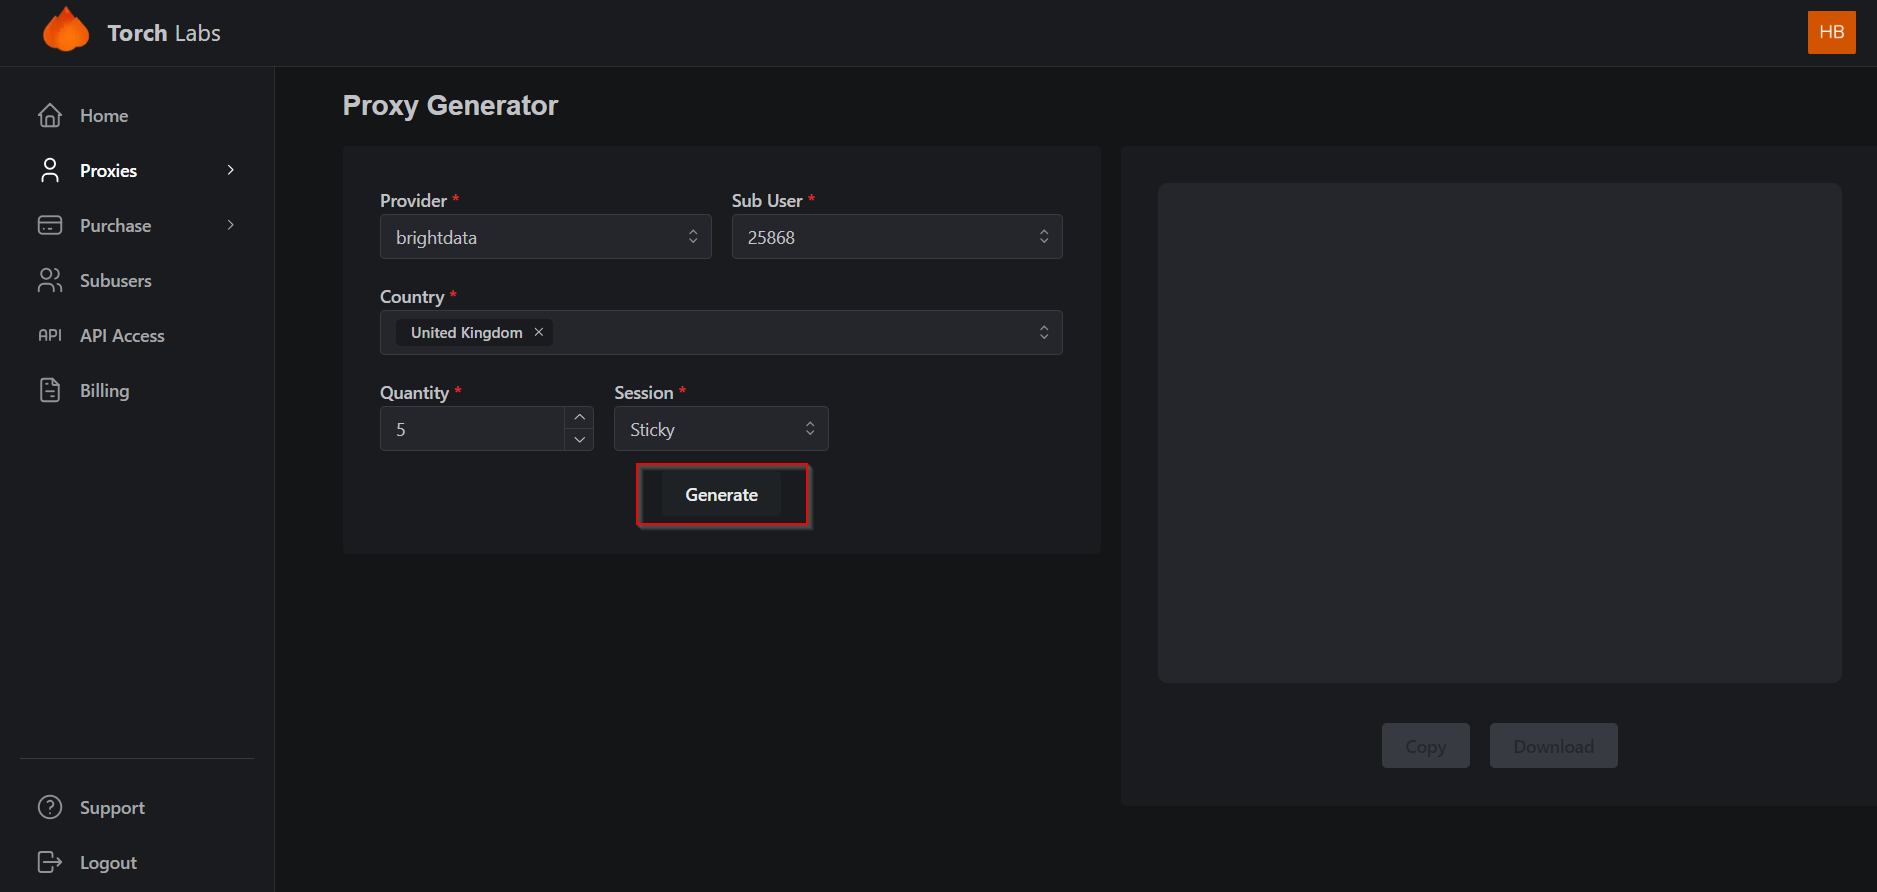 Torch Labs
HB
Home
Proxies
Purchase
Subusers
API API Access
Billing
Support
Logout
Proxy Generator
Provider * Sub User *
brightdata 25868
Country *
United Kingdom ×
Quantity * Session *
5 Sticky
Generate
Copy Download